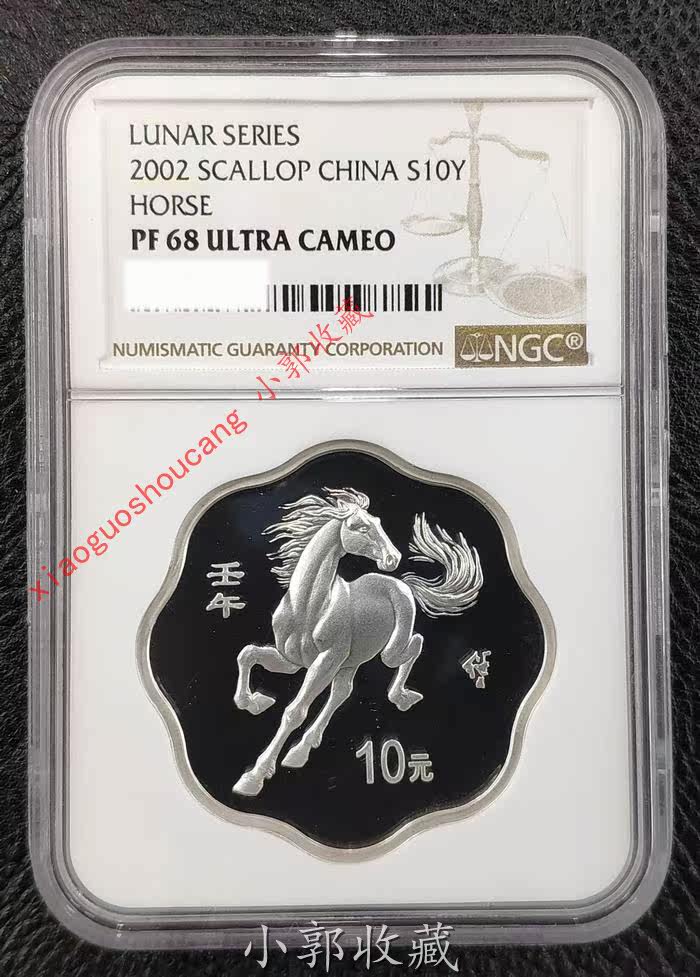 LUNAR SERIES
2002 SCALLOP CHINA S10Y
HORSE
PF 68 ULTRA CAMEO
NUMISMATIC GUARANTY CORPORATION
NGC®
xiaoguoshoucang 小郭收藏
壬午
10元
小郭收藏